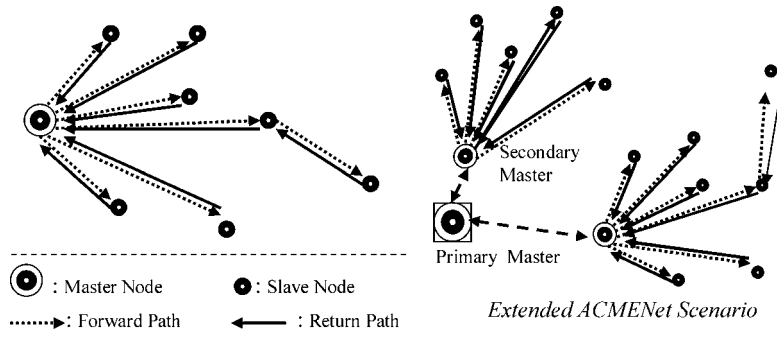 Secondary
Master
Primary Master
: Master Node
: Slave Node
: Forward Path
: Return Path
Extended ACMENet Scenario